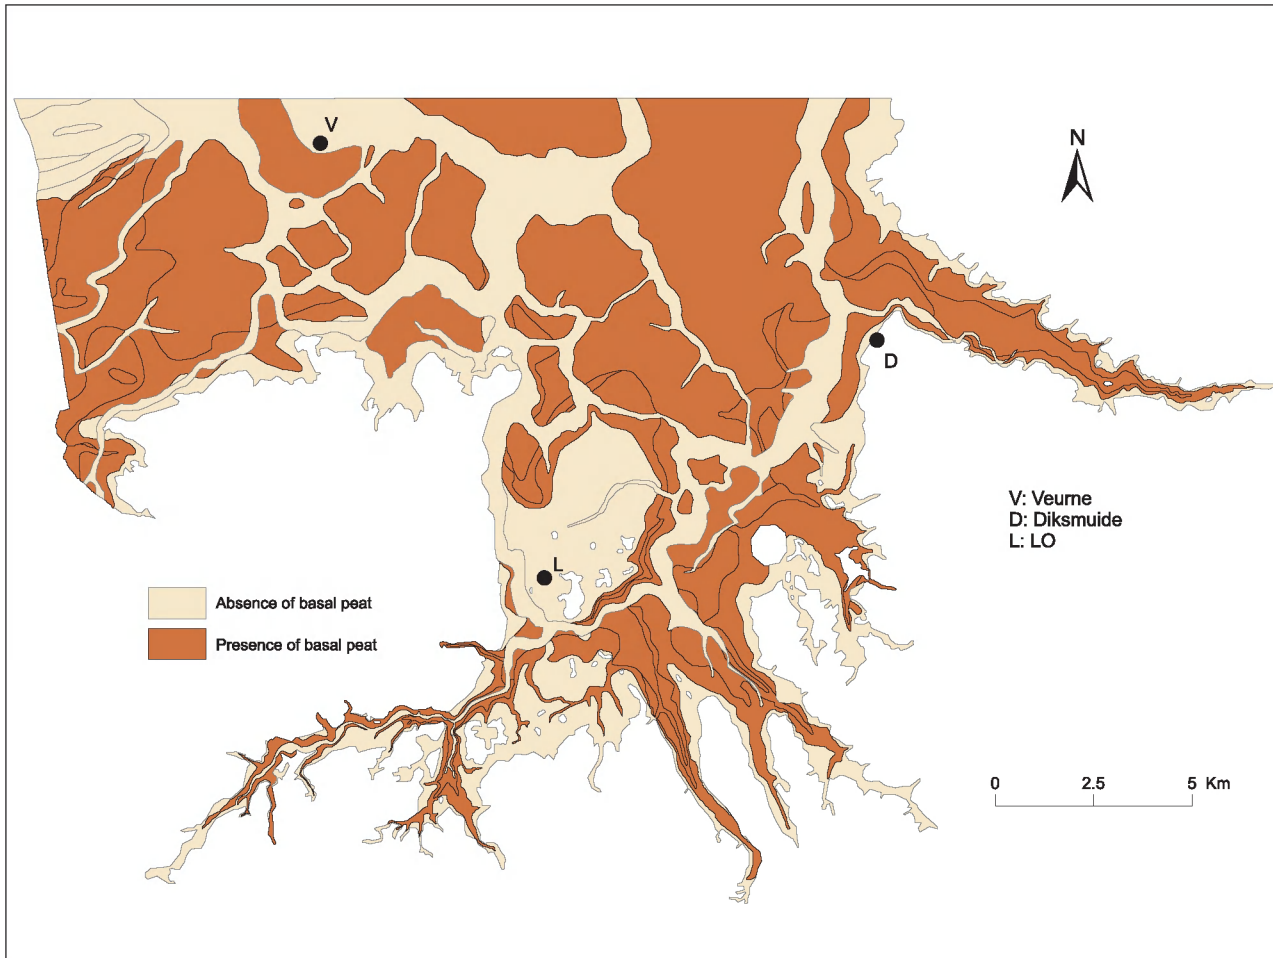 V
N
D
V: Veurne
D: Diksmuide
L: LO
L
Absence of basal peat
Presence of basal peat
0 2.5 5 Km